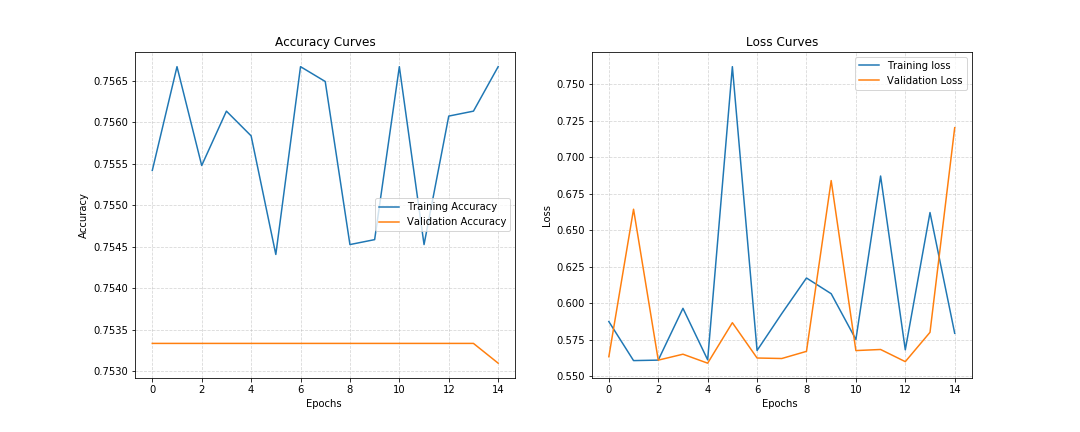 Accuracy Curves
0.7565
0.7560
0.7555
0.7550
0.7545
0.7540
0.7535
0.7530
Accuracy
Training Accuracy
Validation Accuracy
0 2 4 6 8 10 12 14
Epochs
Loss Curves
0.750
0.725
0.700
0.675
0.650
0.625
0.600
0.575
0.550
Loss
Training loss
Validation Loss
0 2 4 6 8 10 12 14
Epochs